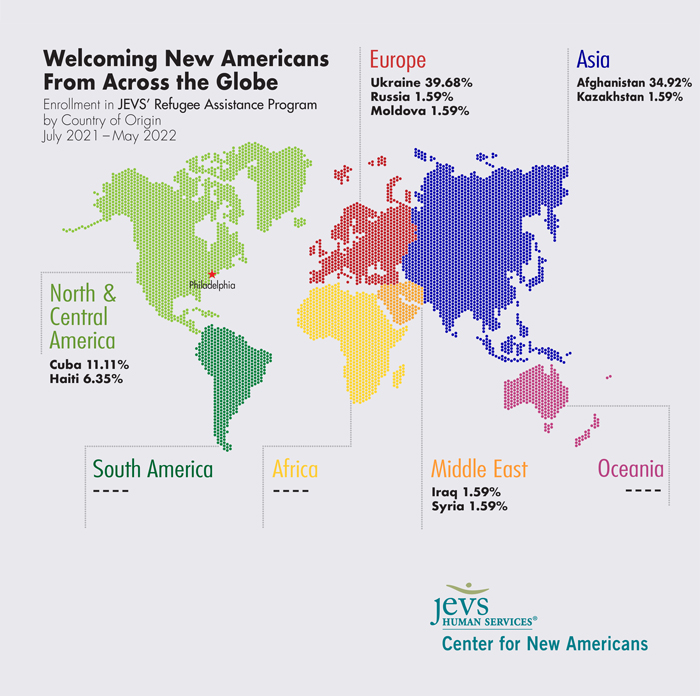 Welcoming New Americans
From Across the Globe
Enrollment in JEVS’ Refugee Assistance Program
by Country of Origin
July 2021 – May 2022
Europe
Ukraine 39.68%
Russia 1.59%
Moldova 1.59%
Asia
Afghanistan 34.92%
Kazakhstan 1.59%
Philadelphia
North &
Central
America
Cuba 11.11%
Haiti 6.35%
South America
----
Africa
----
Middle East
Iraq 1.59%
Syria 1.59%
Oceania
----
jevs
HUMAN SERVICES®
Center for New Americans